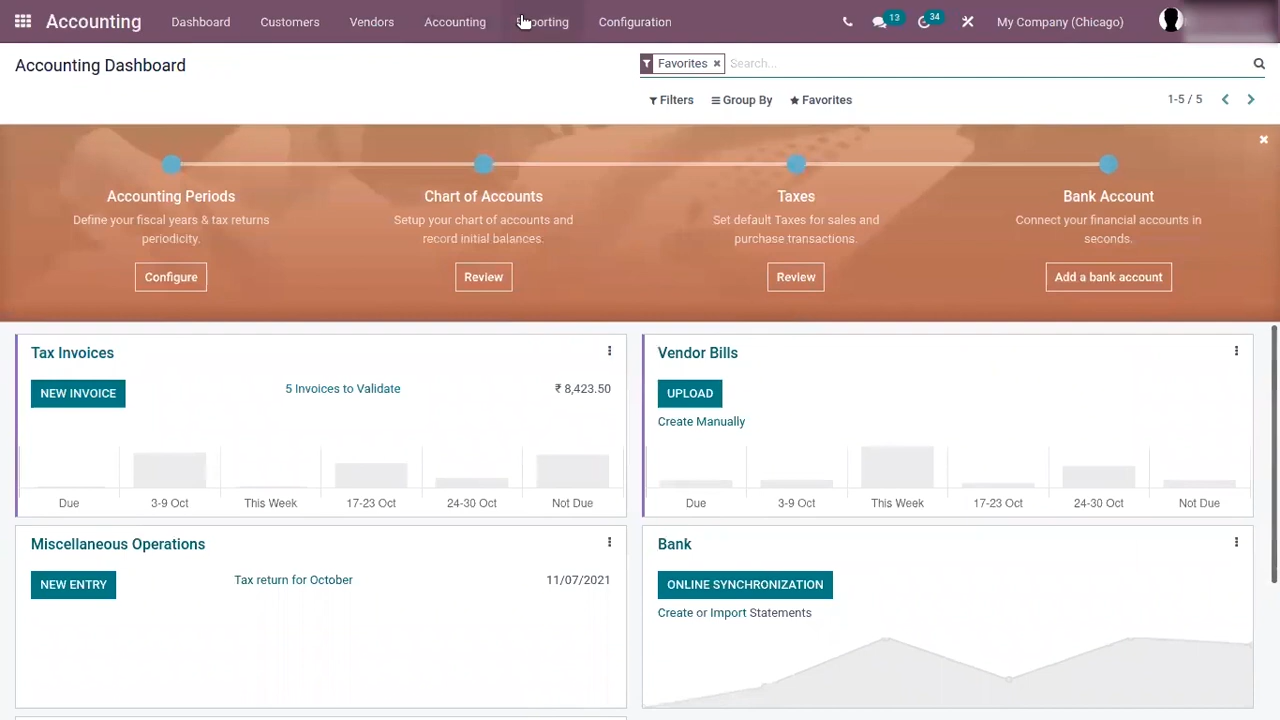 Accounting Dashboard Customers Vendors Accounting porting Configuration 13 34 My Company (Chicago)
Accounting Dashboard
Favorites × Search...
Filters Group By Favorites 1-5 / 5
Accounting Periods
Define your fiscal years & tax returns
periodicity.
Configure
Chart of Accounts
Setup your chart of accounts and
record initial balances.
Review
Taxes
Set default Taxes for sales and
purchase transactions.
Review
Bank Account
Connect your financial accounts in
seconds.
Add a bank account
Tax Invoices
NEW INVOICE 5 Invoices to Validate ₹ 8,423.50
Due 3-9 Oct This Week 17-23 Oct 24-30 Oct Not Due
Vendor Bills
UPLOAD
Create Manually
Due 3-9 Oct This Week 17-23 Oct 24-30 Oct Not Due
Miscellaneous Operations
NEW ENTRY Tax return for October 11/07/2021
Bank
ONLINE SYNCHRONIZATION
Create or Import Statements